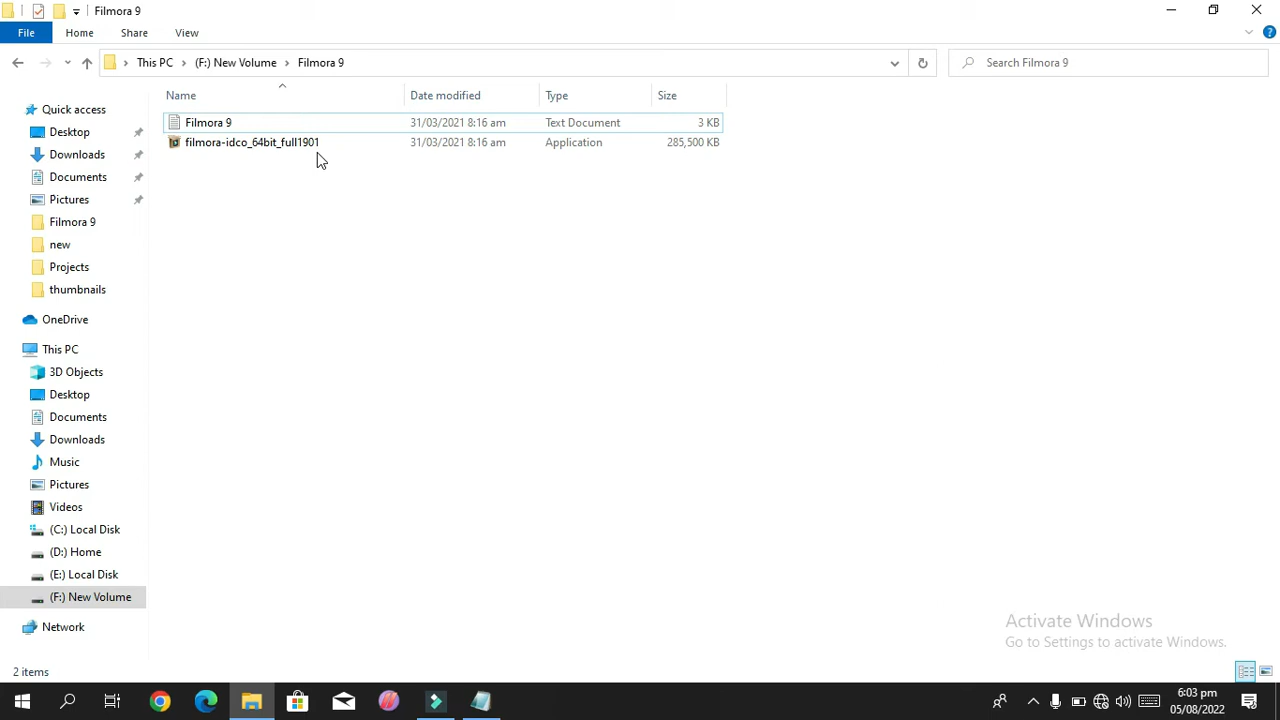 Filmora 9
File Home Share View
This PC (F:) New Volume Filmora 9 Search Filmora 9
Name Date modified Type Size
Filmora 9 31/03/2021 8:16 am Text Document 3 KB
filmora-idco_64bit_full1901 31/03/2021 8:16 am Application 285,500 KB
Quick access
Desktop
Downloads
Documents
Pictures
Filmora 9
new
Projects
thumbnails
OneDrive
This PC
3D Objects
Desktop
Documents
Downloads
Music
Pictures
Videos
(C:) Local Disk
(D:) Home
(E:) Local Disk
(F:) New Volume
Network
Activate Windows
Go to Settings to activate Windows.
2 items
6:03 pm
05/08/2022